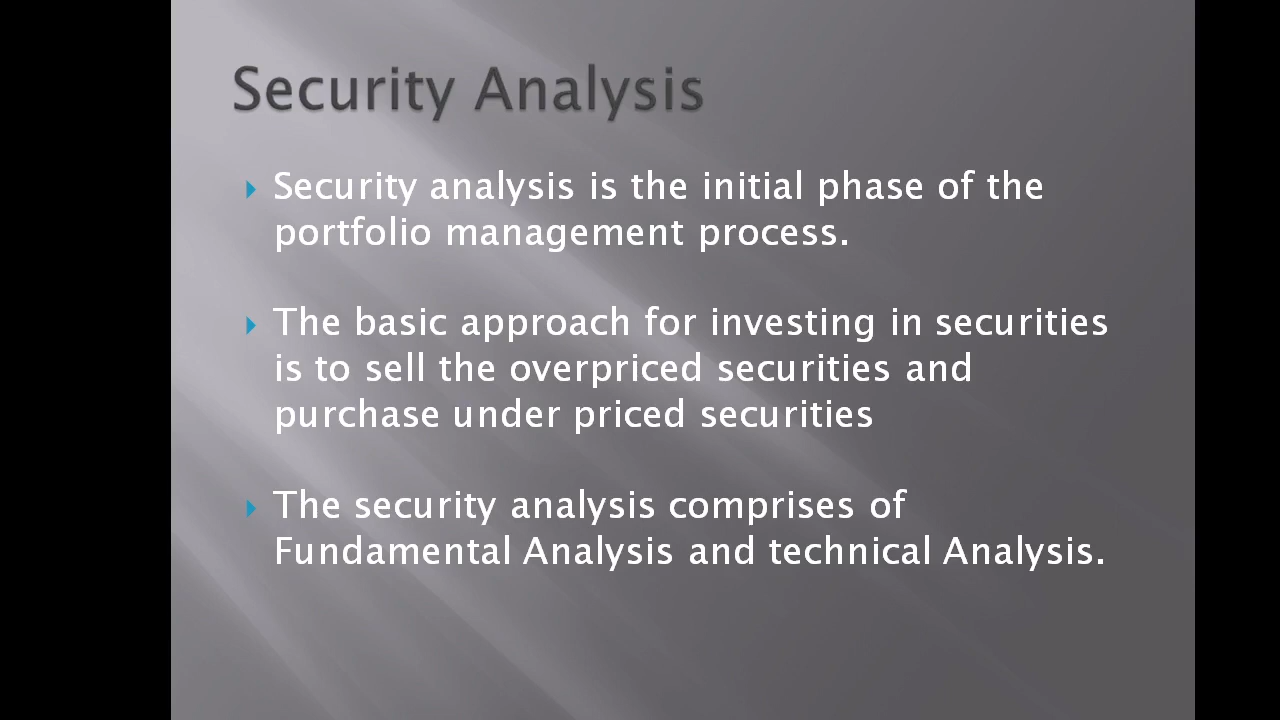 Security Analysis
Security analysis is the initial phase of the
portfolio management process.
The basic approach for investing in securities
is to sell the overpriced securities and
purchase under priced securities
The security analysis comprises of
Fundamental Analysis and technical Analysis.